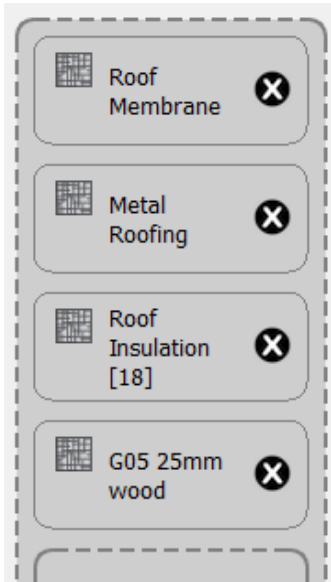 Roof
Membrane
Metal
Roofing
Roof
Insulation
[18]
G05 25mm
wood